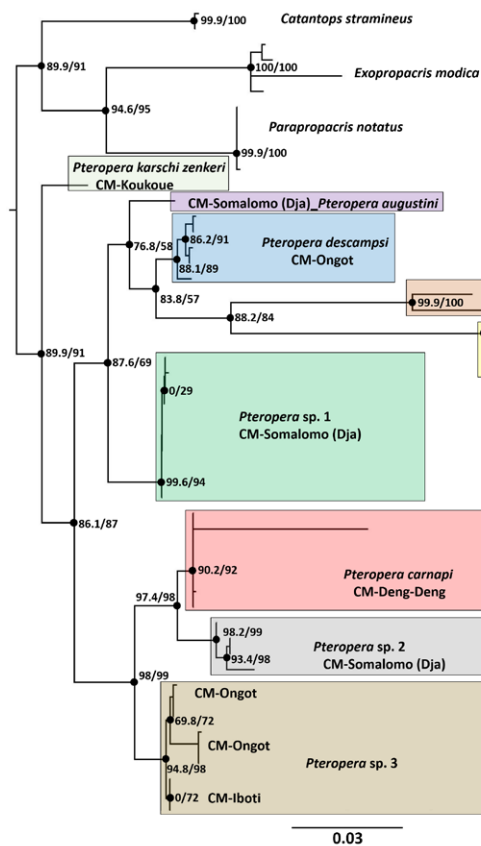 99.9/100
Catantops stramineus
89.9/91
100/100
Exopropacris modica
94.6/95
Parapropacris notatus
99.9/100
Pteropera karschi zenkeri
CM-Koukoue
CM-Somalomo (Dja)_Pteropera augustini
76.8/58
86.2/91
Pteropera descampsi
CM-Ongot
88.1/89
83.8/57
99.9/100
88.2/84
89.9/91
87.6/69
0/29
Pteropera sp. 1
CM-Somalomo (Dja)
99.6/94
86.1/87
90.2/92
Pteropera carnapi
CM-Deng-Deng
97.4/98
98.2/99
Pteropera sp. 2
93.4/98
CM-Somalomo (Dja)
98/99
CM-Ongot
69.8/72
CM-Ongot
94.8/98
Pteropera sp. 3
0/72
CM-Iboti
0.03